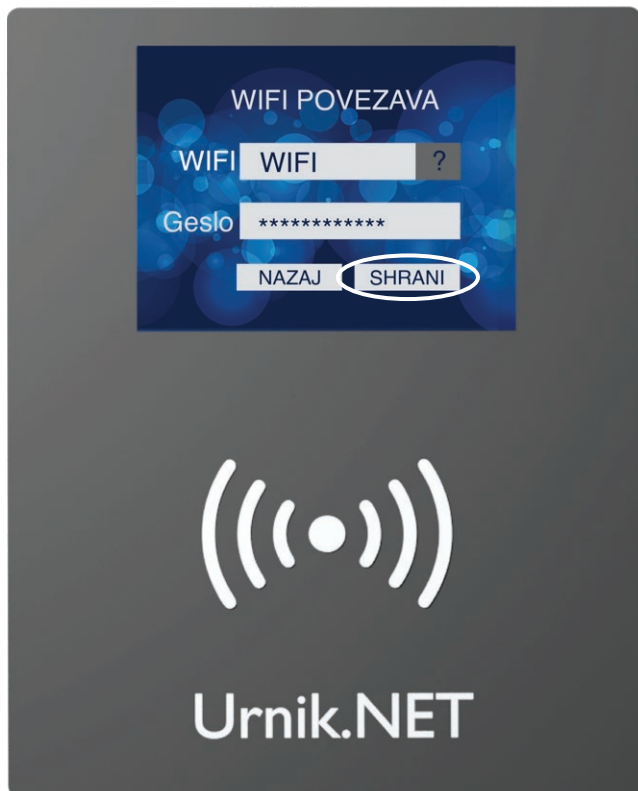 WIFI POVEZAVA
WIFI WIFI ?
Geslo ************
NAZAJ SHRANI
Urnik.NET